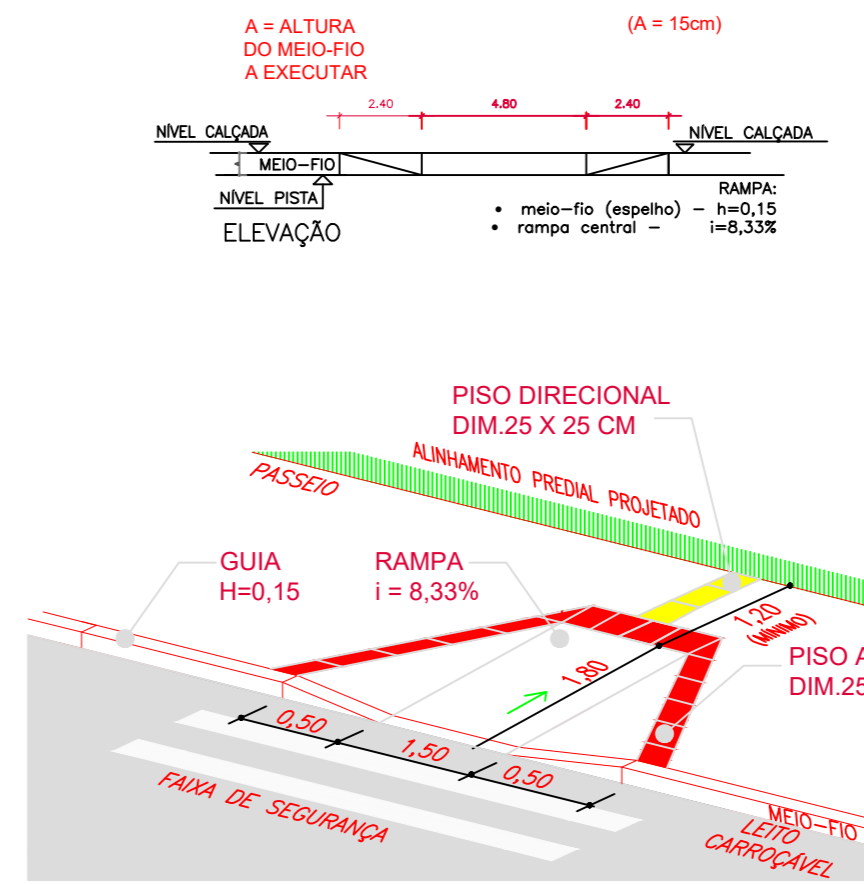 A = ALTURA
DO MEIO-FIO
A EXECUTAR
(A = 15cm)
2.40
4.80
2.40
NÍVEL CALÇADA
NÍVEL CALÇADA
MEIO-FIO
NÍVEL PISTA
ELEVAÇÃO
RAMPA:
• meio-fio (espelho) - h=0,15
• rampa central - i=8,33%
PISO DIRECIONAL
DIM.25 X 25 CM
ALINHAMENTO PREDIAL PROJETADO
PASSEIO
GUIA
H=0,15
RAMPA
i = 8,33%
1,20
(MÍNIMO)
PISO A
DIM.25
1,80
0,50
1,50
0,50
FAIXA DE SEGURANÇA
MEIO-FIO
LEITO
CARROÇÁVEL